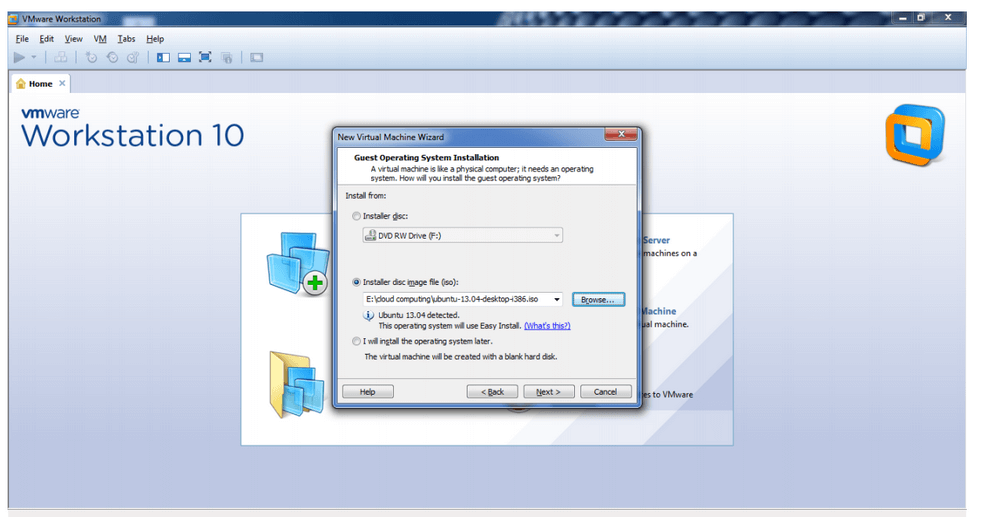 VMware Workstation
File Edit View VM Tabs Help
Home
vmware
Workstation 10
New Virtual Machine Wizard
Guest Operating System Installation
A virtual machine is like a physical computer; it needs an operating
system. How will you install the guest operating system?
Install from:
Installer disc:
DVD RW Drive (F:)
Installer disc image file (iso):
E:\cloud computing\ubuntu-13.04-desktop-i386.iso
Browse...
Ubuntu 13.04 detected.
This operating system will use Easy Install. (What's this?)
I will install the operating system later.
The virtual machine will be created with a blank hard disk.
Help < Back Next > Cancel
Server
machines on a
Machine
ual machine.
es to VMware